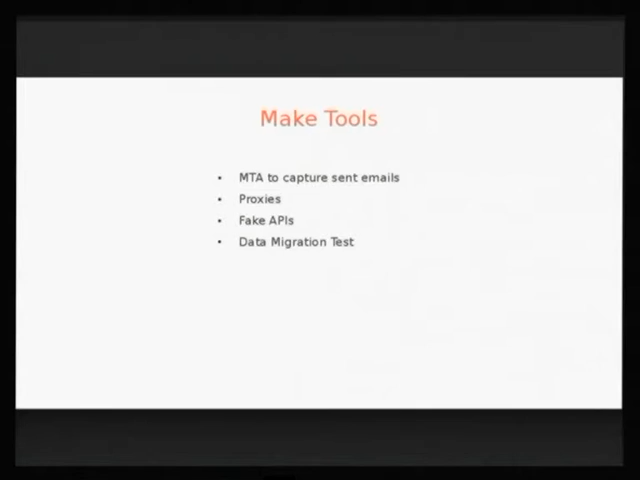 Make Tools
• MTA to capture sent emails
• Proxies
• Fake APIs
• Data Migration Test